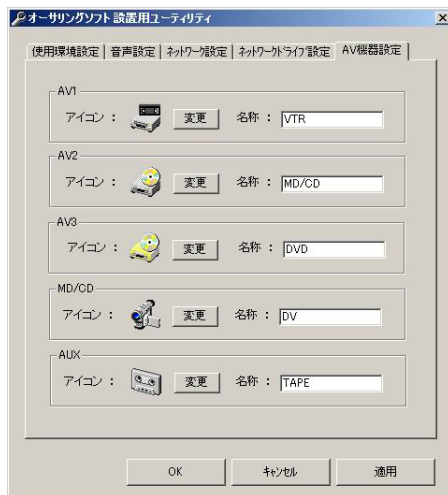 オーサリングソフト 設置用ユーティリティ
使用環境設定 音声設定 ネットワーク設定 ネットワークドライブ設定 AV機器設定
AV1
アイコン： 変更 名称： VTR
AV2
アイコン： 変更 名称： MD/CD
AV3
アイコン： 変更 名称： DVD
MD/CD
アイコン： 変更 名称： DV
AUX
アイコン： 変更 名称： TAPE
OK キャンセル 適用